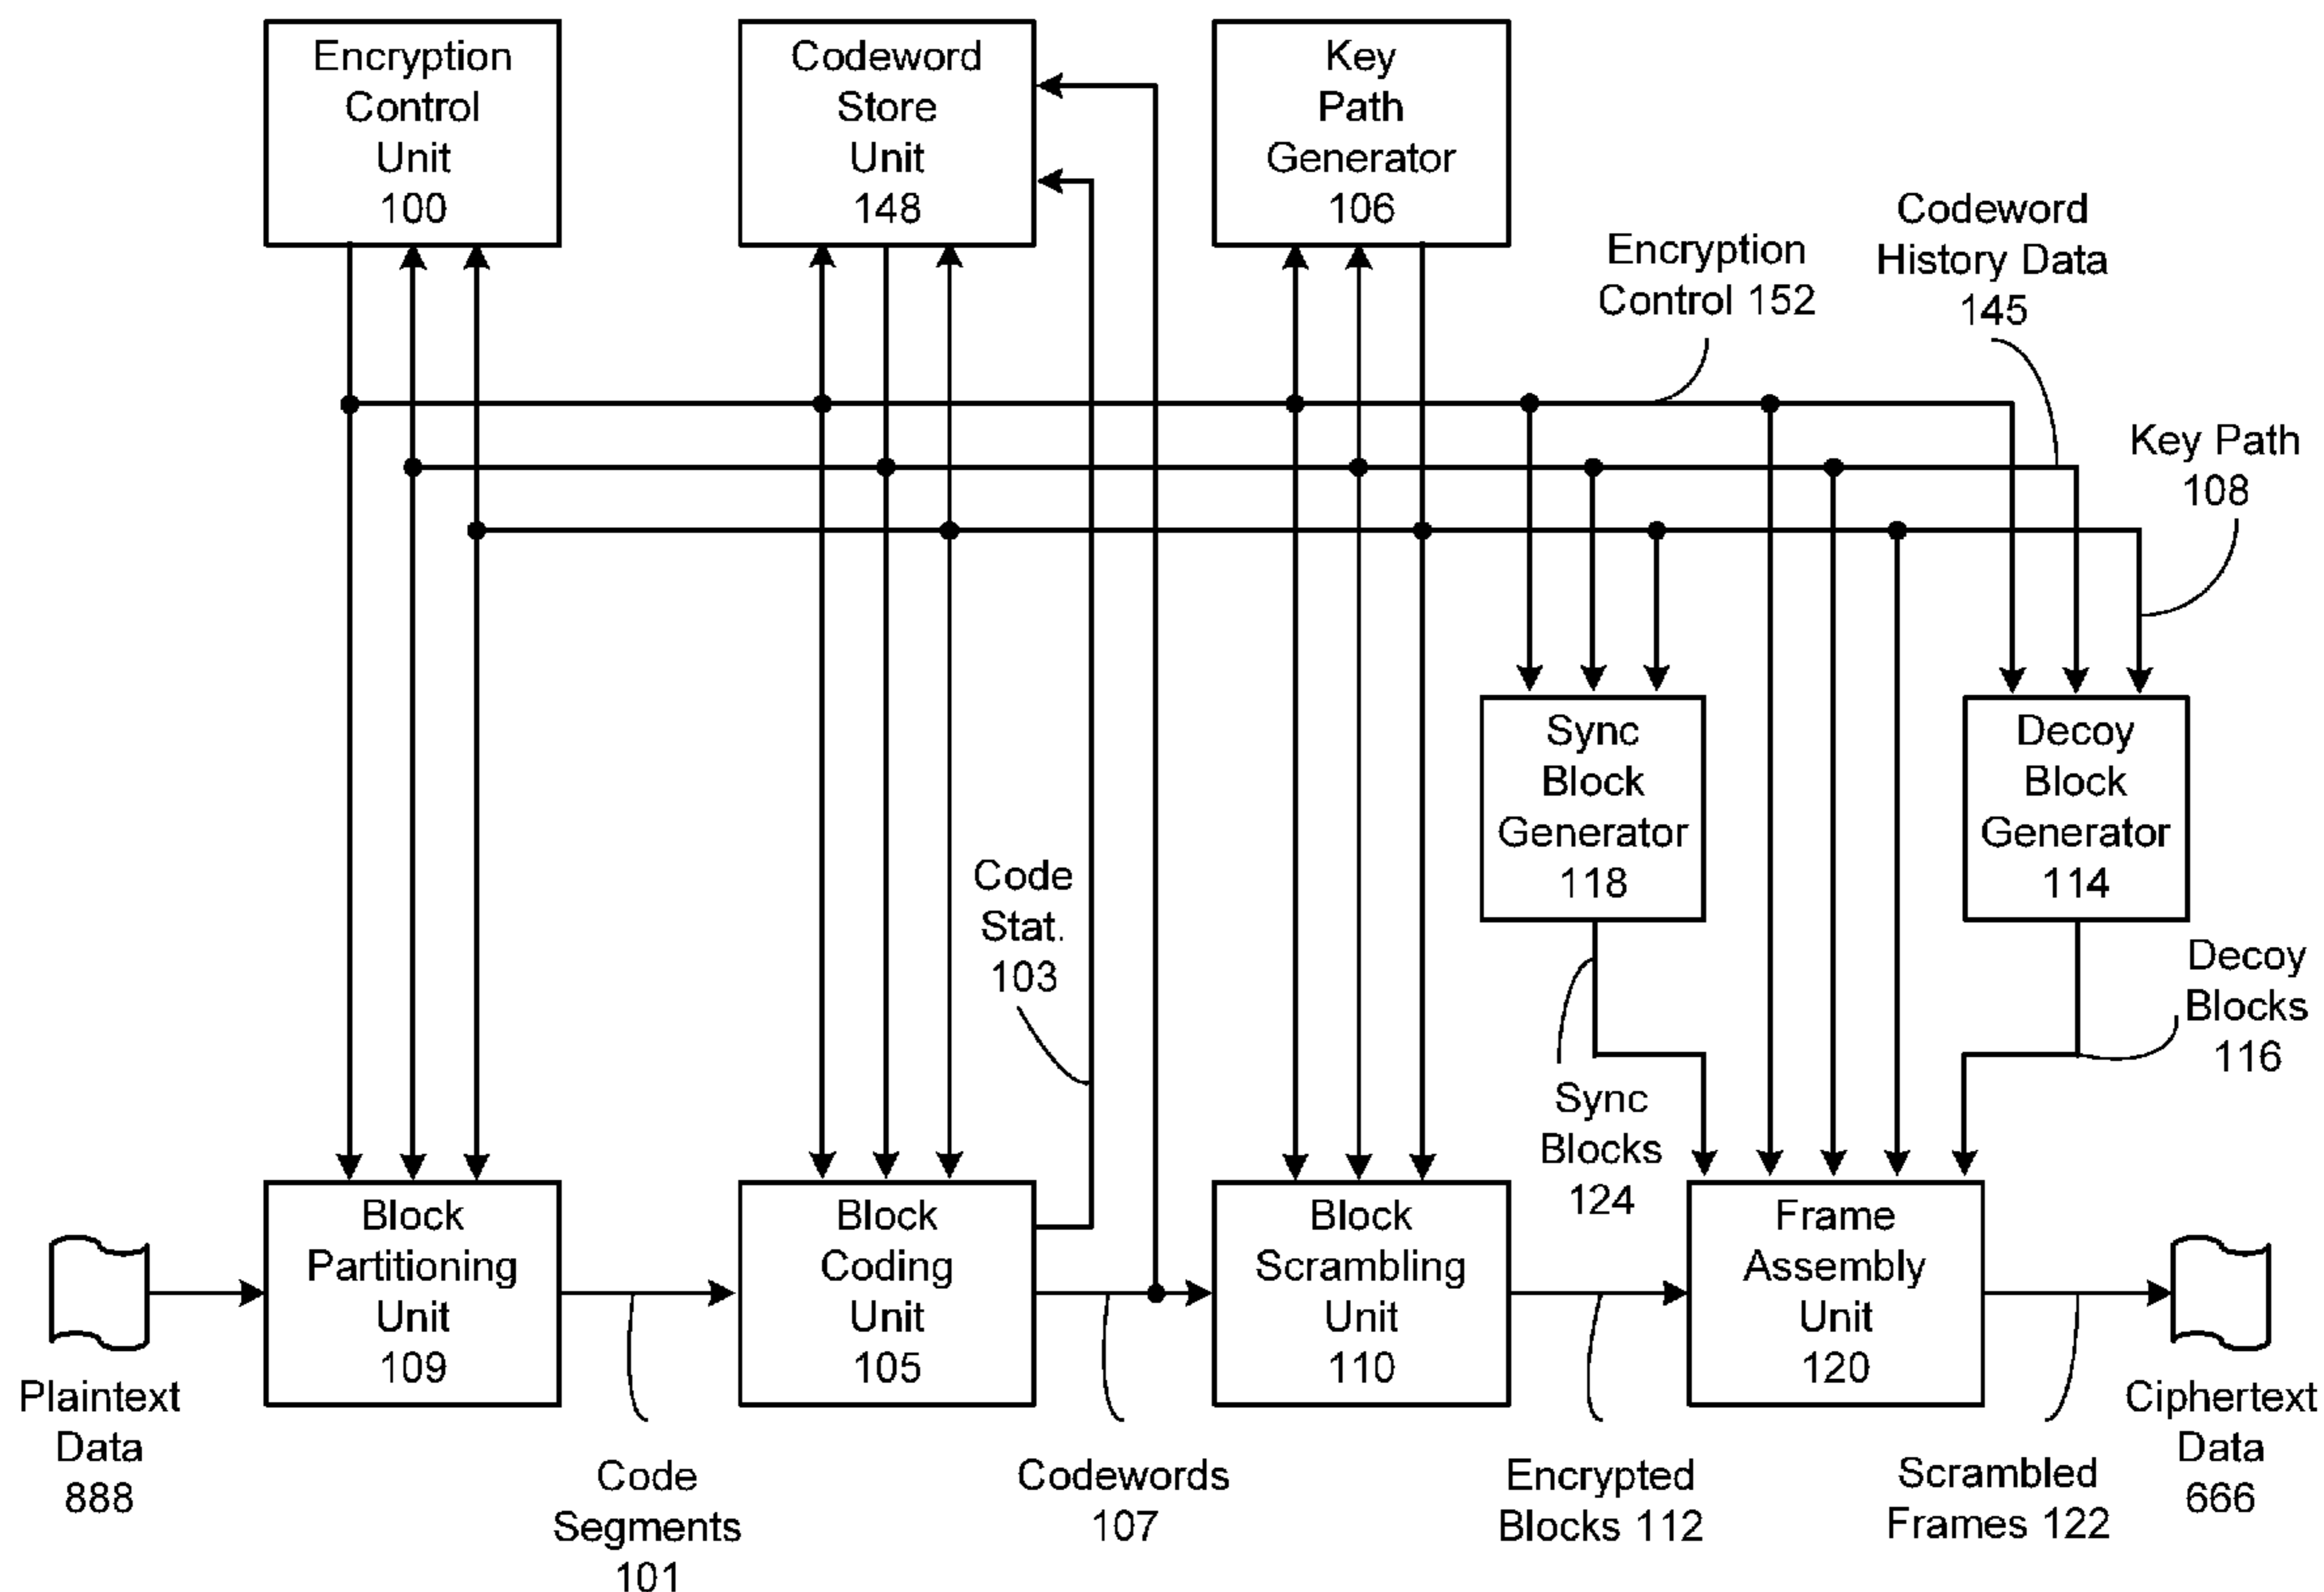 Encryption
Control
Unit
100
Codeword
Store
Unit
148
Key
Path
Generator
106
Encryption
Control 152
Codeword
History Data
145
Key Path
108
Sync
Block
Generator
118
Decoy
Block
Generator
114
Code
Stat.
103
Sync
Blocks
124
Decoy
Blocks
116
Plaintext
Data
888
Block
Partitioning
Unit
109
Block
Coding
Unit
105
Block
Scrambling
Unit
110
Frame
Assembly
Unit
120
Ciphertext
Data
666
Code
Segments
101
Codewords
107
Encrypted
Blocks 112
Scrambled
Frames 122